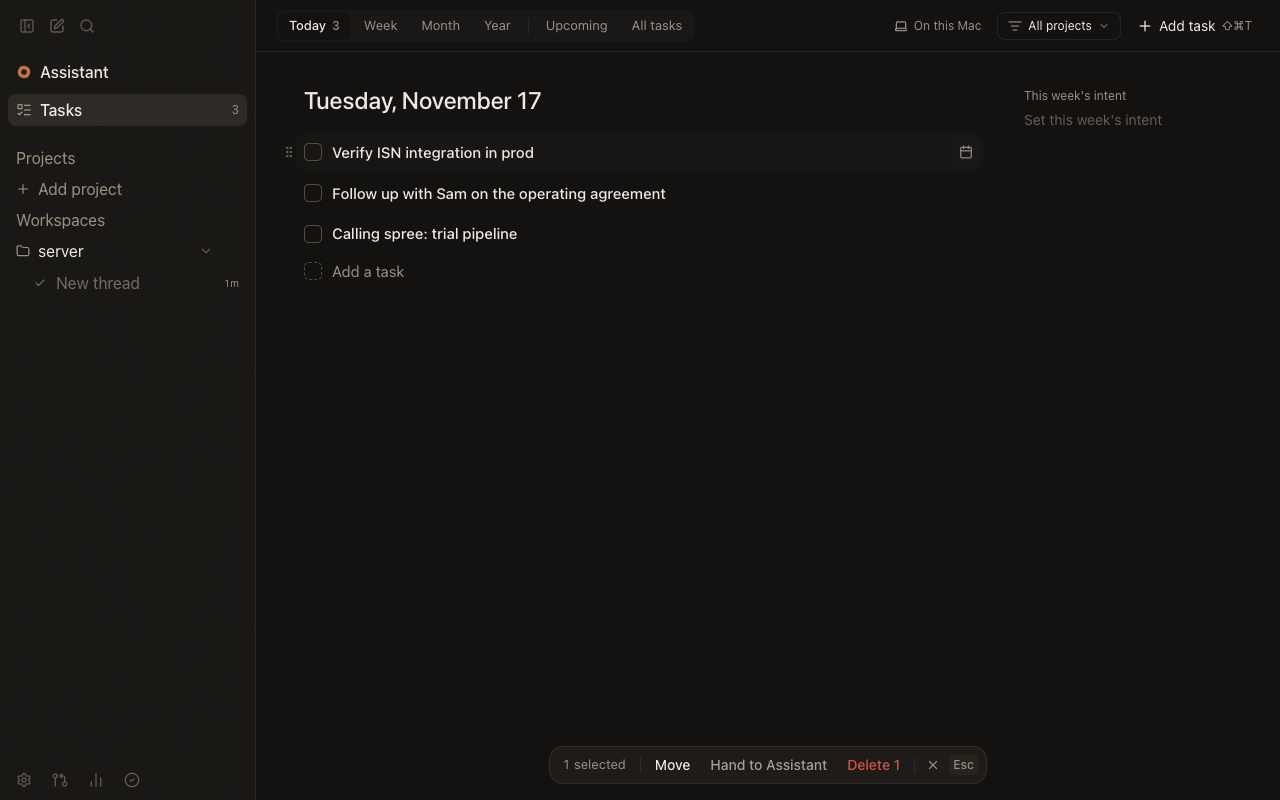 Today 3 Week Month Year Upcoming All tasks On this Mac All projects Add task ⇧⌘T
Assistant
Tasks 3
Projects
Add project
Workspaces
server
New thread 1m
Tuesday, November 17
Verify ISN integration in prod
Follow up with Sam on the operating agreement
Calling spree: trial pipeline
Add a task
This week's intent
Set this week's intent
1 selected Move Hand to Assistant Delete 1 Esc